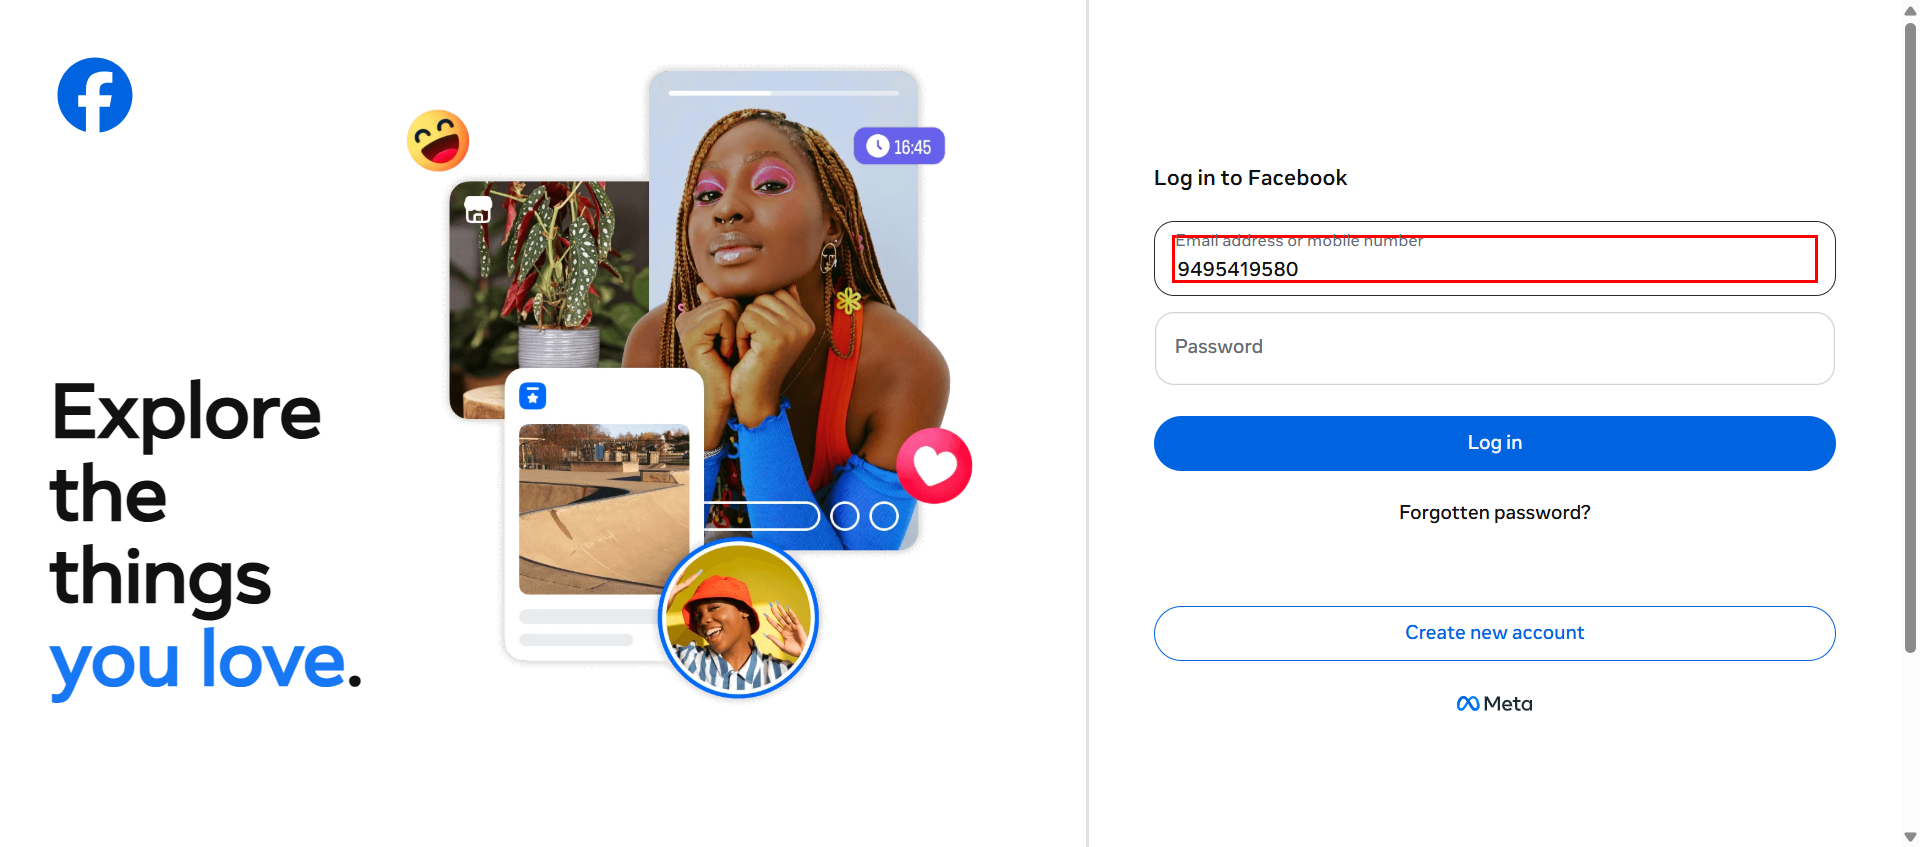 16:45
Explore
the
things
you love.
Log in to Facebook
Email address or mobile number
9495419580
Password
Log in
Forgotten password?
Create new account
Meta